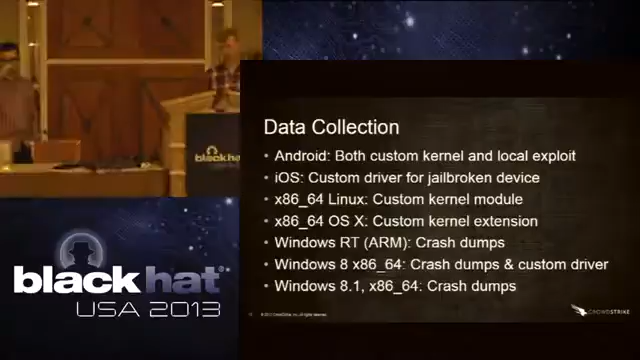 black hat
Data Collection
• Android: Both custom kernel and local exploit
• iOS: Custom driver for jailbroken device
• x86_64 Linux: Custom kernel module
• x86_64 OS X: Custom kernel extension
• Windows RT (ARM): Crash dumps
• Windows 8 x86_64: Crash dumps & custom driver
• Windows 8.1, x86_64: Crash dumps
CROWDSTRIKE
black hat®
USA 2013